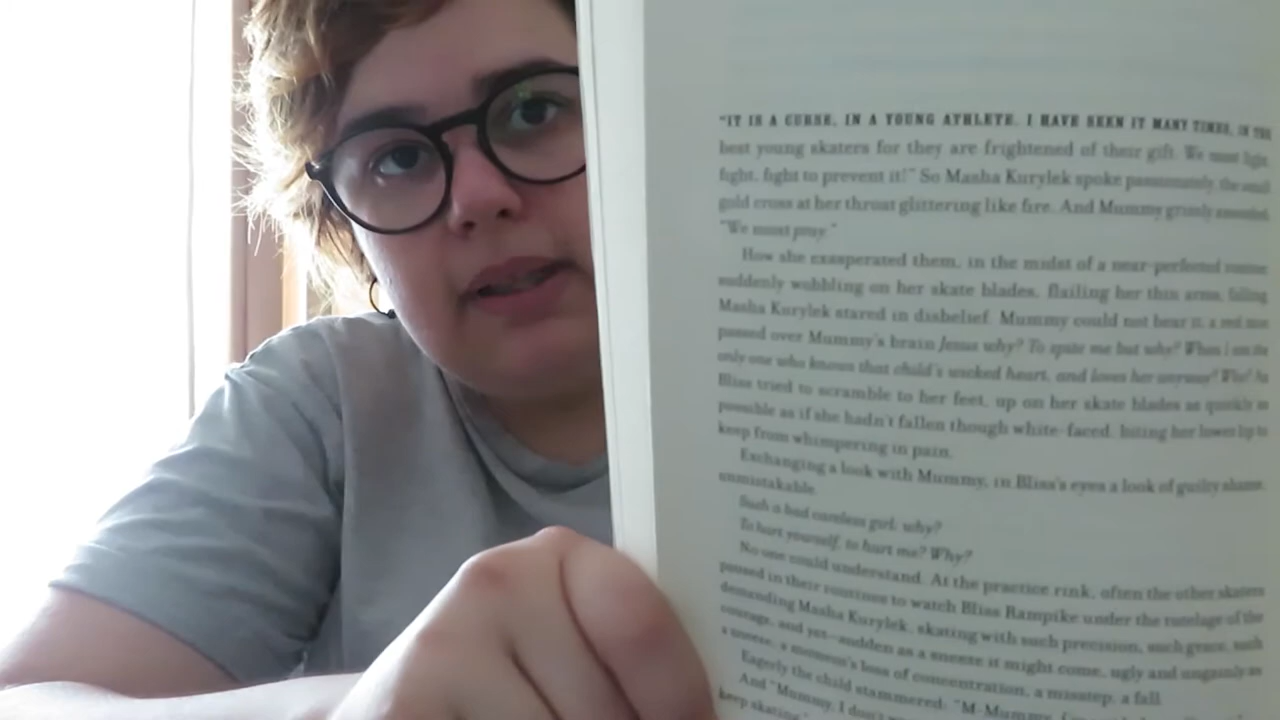 "IT IS A CURSE, IN A YOUNG ATHLETE. I HAVE SEEN IT MANY TIMES, IN THE
best young skaters for they are frightened of their gift. We must fight,
fight, fight to prevent it!" So Masha Kurylek spoke passionately, the small
gold cross at her throat glittering like fire. And Mummy grimly assented.
"We must pray."
How she exasperated them, in the midst of a near-perfected
suddenly wobbling on her skate blades, flailing her thin arms, falling
Masha Kurylek stared in disbelief. Mummy could not bear it, a red
passed over Mummy's brain Jesus why? To spite me but why? When I am the
only one who knows that child's wicked heart, and loves her anyway? Why? As
Bliss tried to scramble to her feet, up on her skate blades as quickly as
possible as if she hadn't fallen though white-faced, biting her lower lip to
keep from whimpering in pain.
Exchanging a look with Mummy, in Bliss's eyes a look of guilty shame,
unmistakable.
Such a bad careless girl: why?
To hurt yourself, to hurt me? Why?
No one could understand. At the practice rink, often the other skaters
paused in their routines to watch Bliss Rampike under the tutelage of the
demanding Masha Kurylek, skating with such precision, such grace, such
courage, and yet—sudden as a sneeze it might come, ugly and ungainly as
a sneeze, a moment's loss of concentration, a misstep, a fall.
Eagerly the child stammered: "M-Mummy,
And "Mummy, I don't
keep skating."